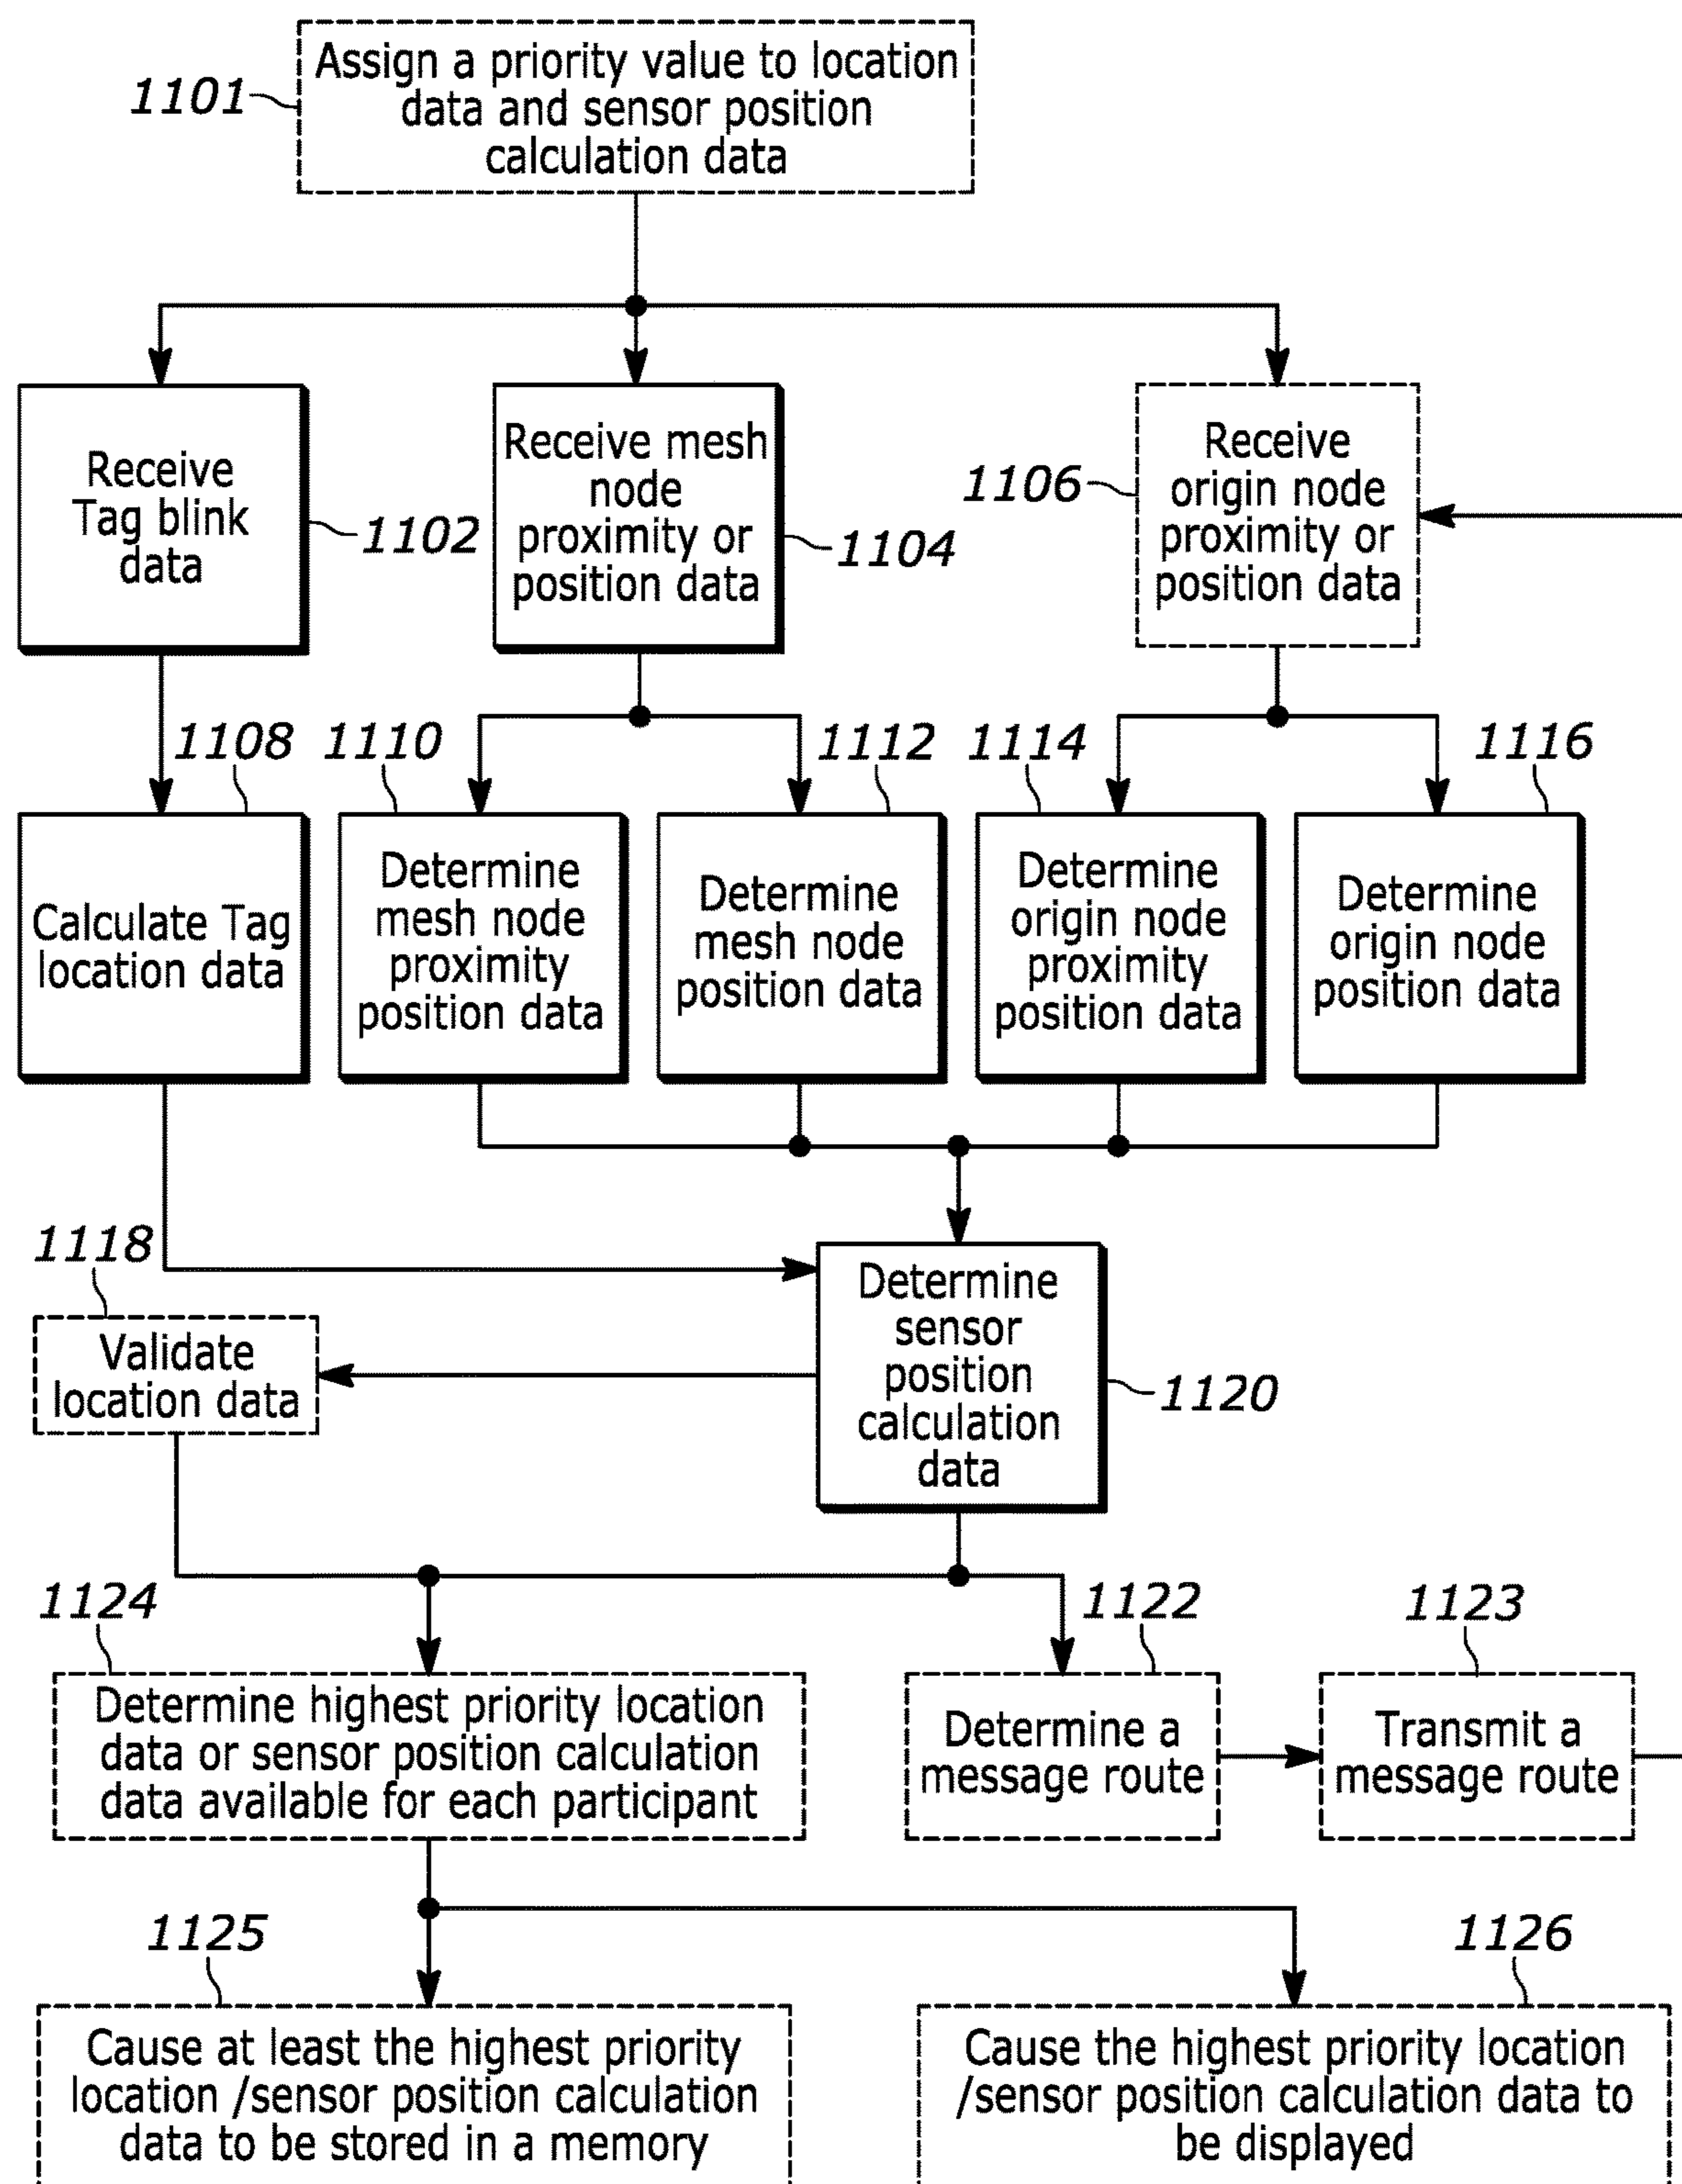 Assign a priority value to location
data and sensor position
calculation data
1101
Receive
Tag blink
data
1102
Receive mesh
node
proximity or
position data
1104
Receive
origin node
proximity or
position data
1106
1108
Calculate Tag
location data
1110
Determine
mesh node
proximity
position data
1112
Determine
mesh node
position data
1114
Determine
origin node
proximity
position data
1116
Determine
origin node
position data
1118
Validate
location data
Determine
sensor
position
calculation
data
1120
1124
Determine highest priority location
data or sensor position calculation
data available for each participant
1122
Determine a
message route
1123
Transmit a
message route
1125
Cause at least the highest priority
location /sensor position calculation
data to be stored in a memory
1126
Cause the highest priority location
/sensor position calculation data to
be displayed